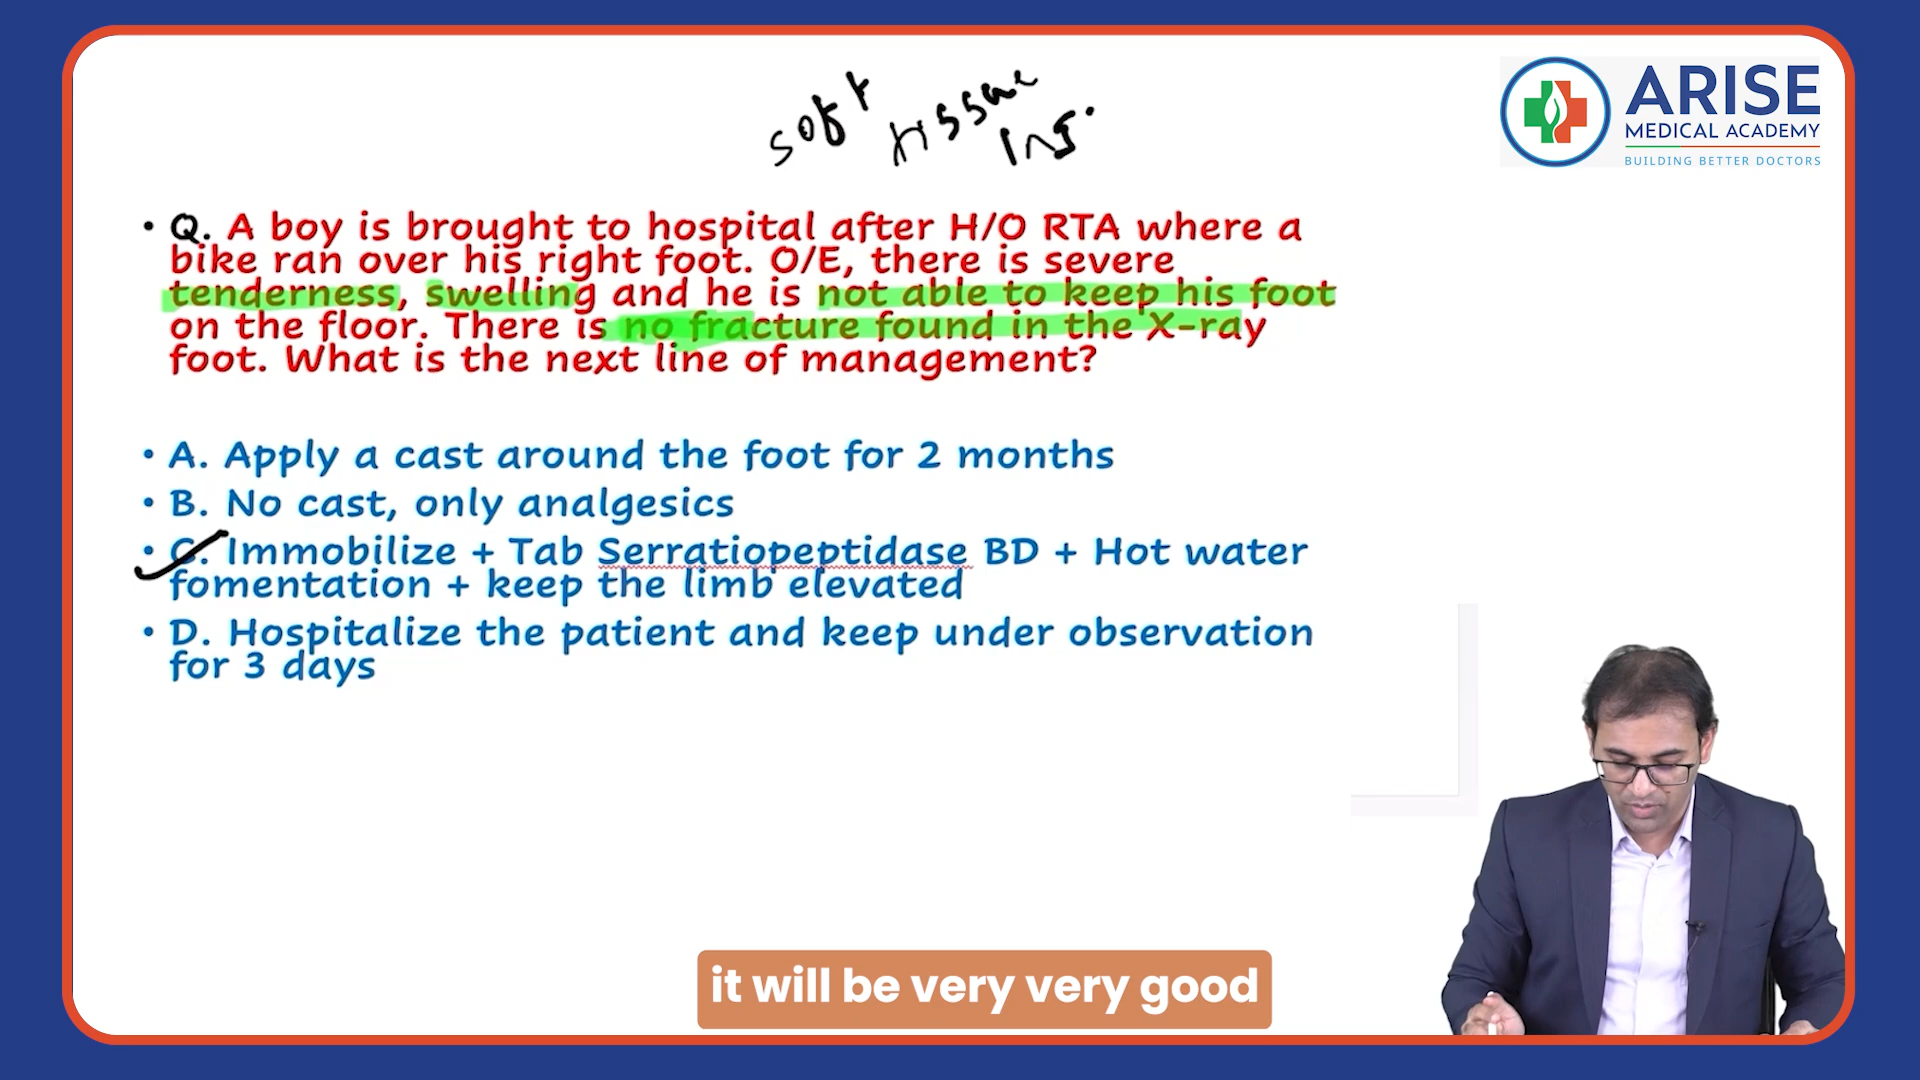 soft tissue inj.
ARISE
MEDICAL ACADEMY
BUILDING BETTER DOCTORS
• Q. A boy is brought to hospital after H/O RTA where a
bike ran over his right foot. O/E, there is severe
tenderness, swelling and he is not able to keep his foot
on the floor. There is no fracture found in the X-ray
foot. What is the next line of management?
• A. Apply a cast around the foot for 2 months
• B. No cast, only analgesics
• C. Immobilize + Tab Serratiopeptidase BD + Hot water
fomentation + keep the limb elevated
• D. Hospitalize the patient and keep under observation
for 3 days
it will be very very good